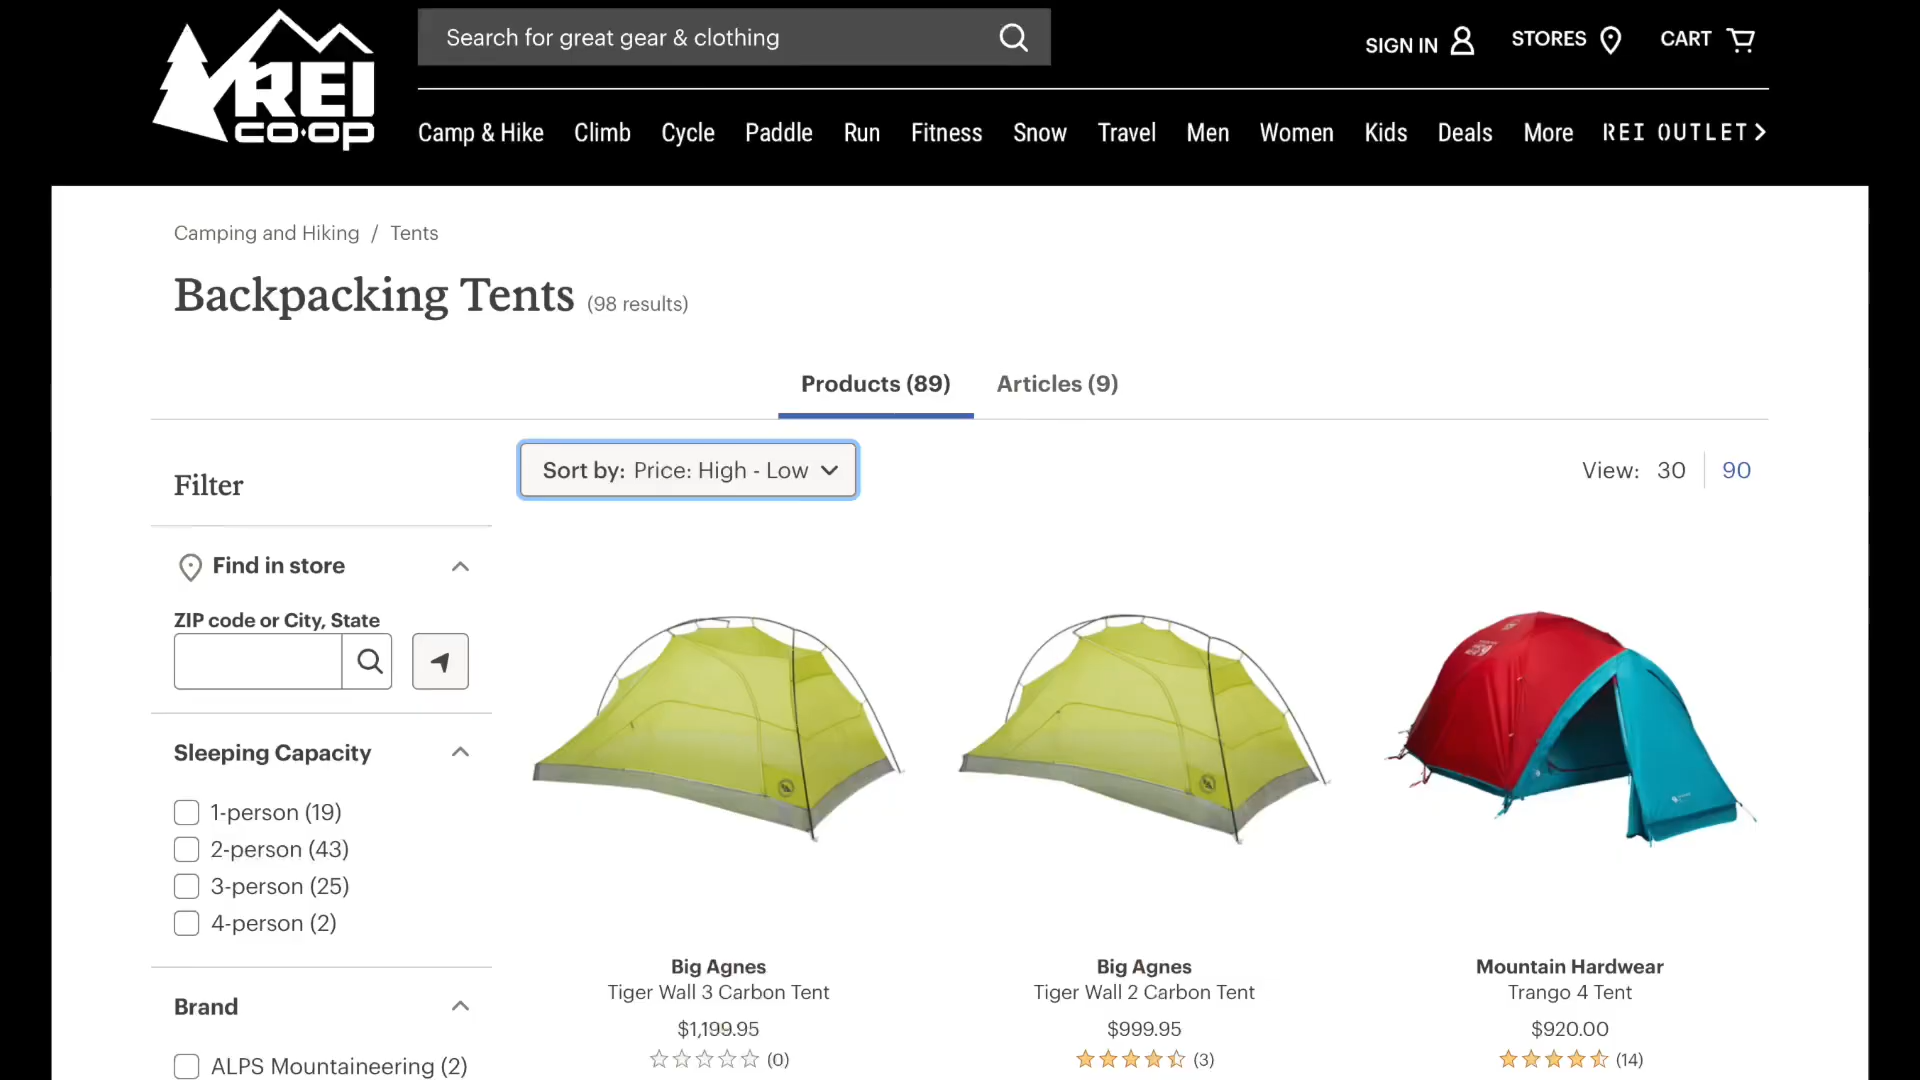 REI
CO·OP
Search for great gear & clothing
SIGN IN
STORES
CART
Camp & Hike
Climb
Cycle
Paddle
Run
Fitness
Snow
Travel
Men
Women
Kids
Deals
More
REI OUTLET
Camping and Hiking / Tents
Backpacking Tents (98 results)
Products (89)
Articles (9)
Filter
Sort by: Price: High - Low
View: 30 90
Find in store
ZIP code or City, State
Sleeping Capacity
1-person (19)
2-person (43)
3-person (25)
4-person (2)
Brand
ALPS Mountaineering (2)
Big Agnes
Tiger Wall 3 Carbon Tent
$1,199.95
(0)
Big Agnes
Tiger Wall 2 Carbon Tent
$999.95
(3)
Mountain Hardwear
Trango 4 Tent
$920.00
(14)